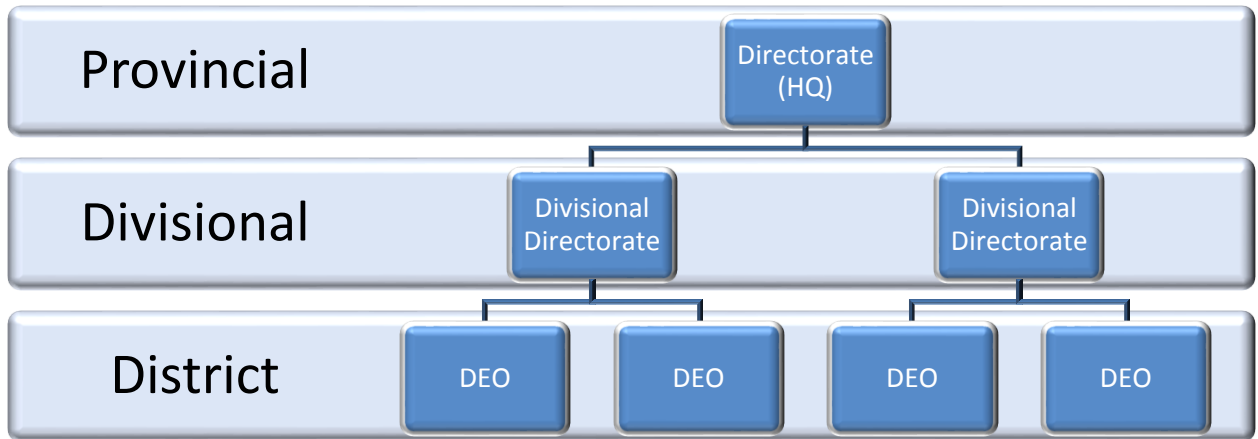 Provincial
Directorate
(HQ)
Divisional
Divisional
Directorate
Divisional
Directorate
District
DEO
DEO
DEO
DEO